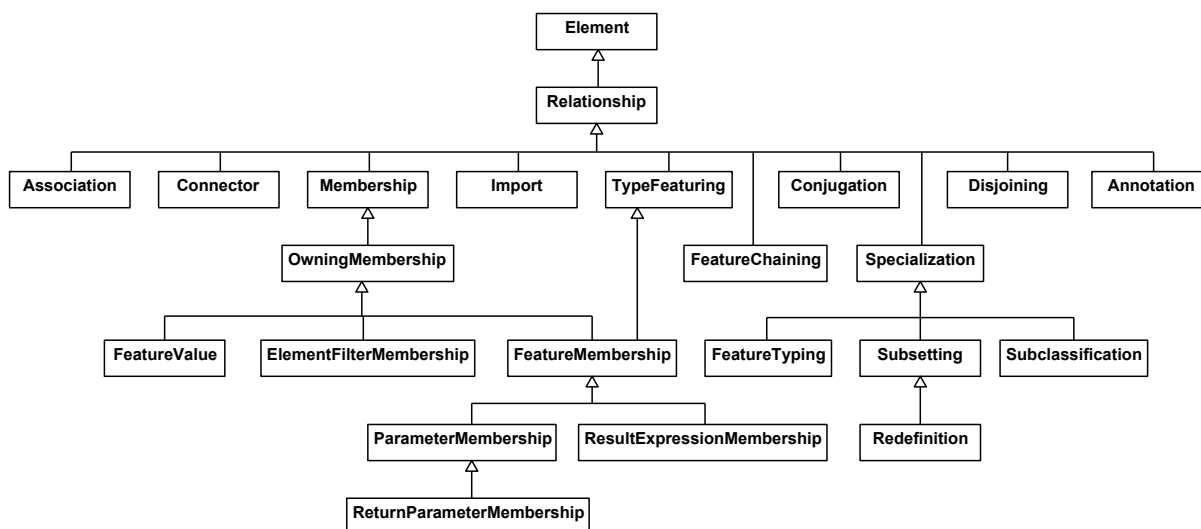 Element
Relationship
Association
Connector
Membership
Import
TypeFeaturing
Conjugation
Disjoining
Annotation
OwningMembership
FeatureChaining
Specialization
FeatureValue
ElementFilterMembership
FeatureMembership
FeatureTyping
Subsetting
Subclassification
ParameterMembership
ResultExpressionMembership
Redefinition
ReturnParameterMembership